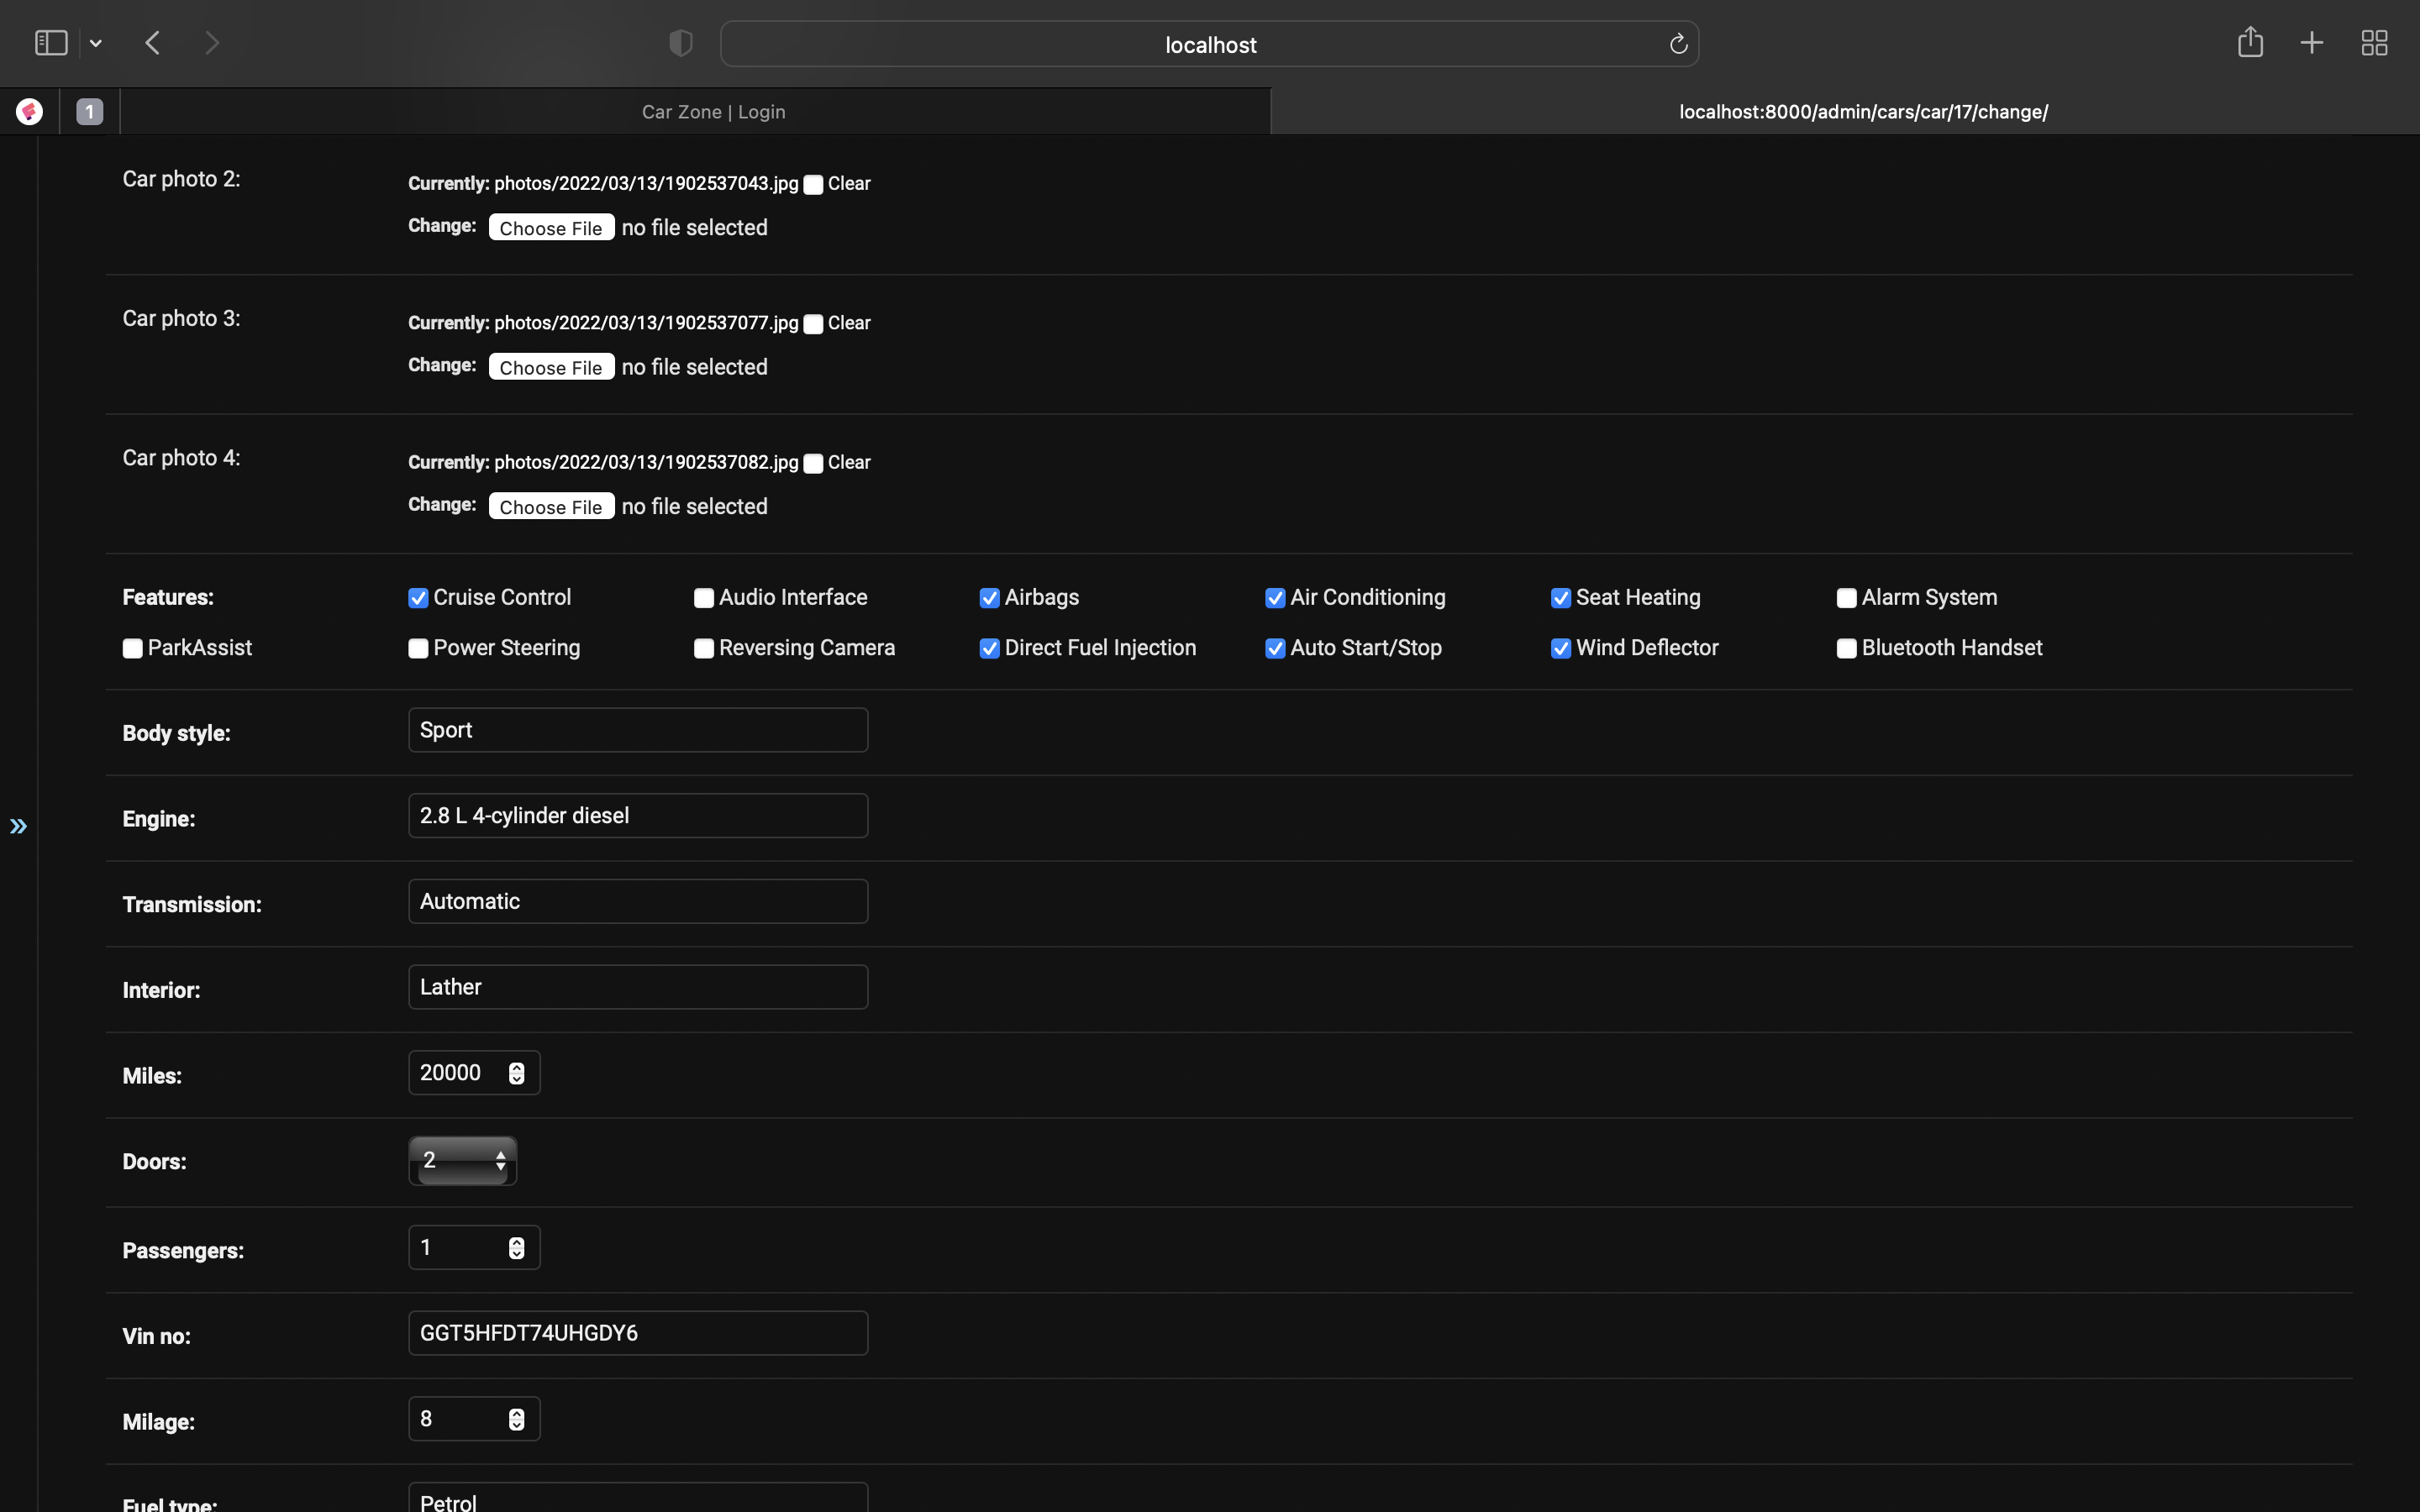 localhost
1
Car Zone | Login
localhost:8000/admin/cars/car/17/change/
Car photo 2:
Currently: photos/2022/03/13/1902537043.jpg Clear
Change: Choose File no file selected
Car photo 3:
Currently: photos/2022/03/13/1902537077.jpg Clear
Change: Choose File no file selected
Car photo 4:
Currently: photos/2022/03/13/1902537082.jpg Clear
Change: Choose File no file selected
Features: Cruise Control Audio Interface Airbags Air Conditioning Seat Heating Alarm System
ParkAssist Power Steering Reversing Camera Direct Fuel Injection Auto Start/Stop Wind Deflector Bluetooth Handset
Body style: Sport
Engine: 2.8 L 4-cylinder diesel
Transmission: Automatic
Interior: Lather
Miles: 20000
Doors: 2
Passengers: 1
Vin no: GGT5HFDT74UHGDY6
Milage: 8
Fuel type: Petrol